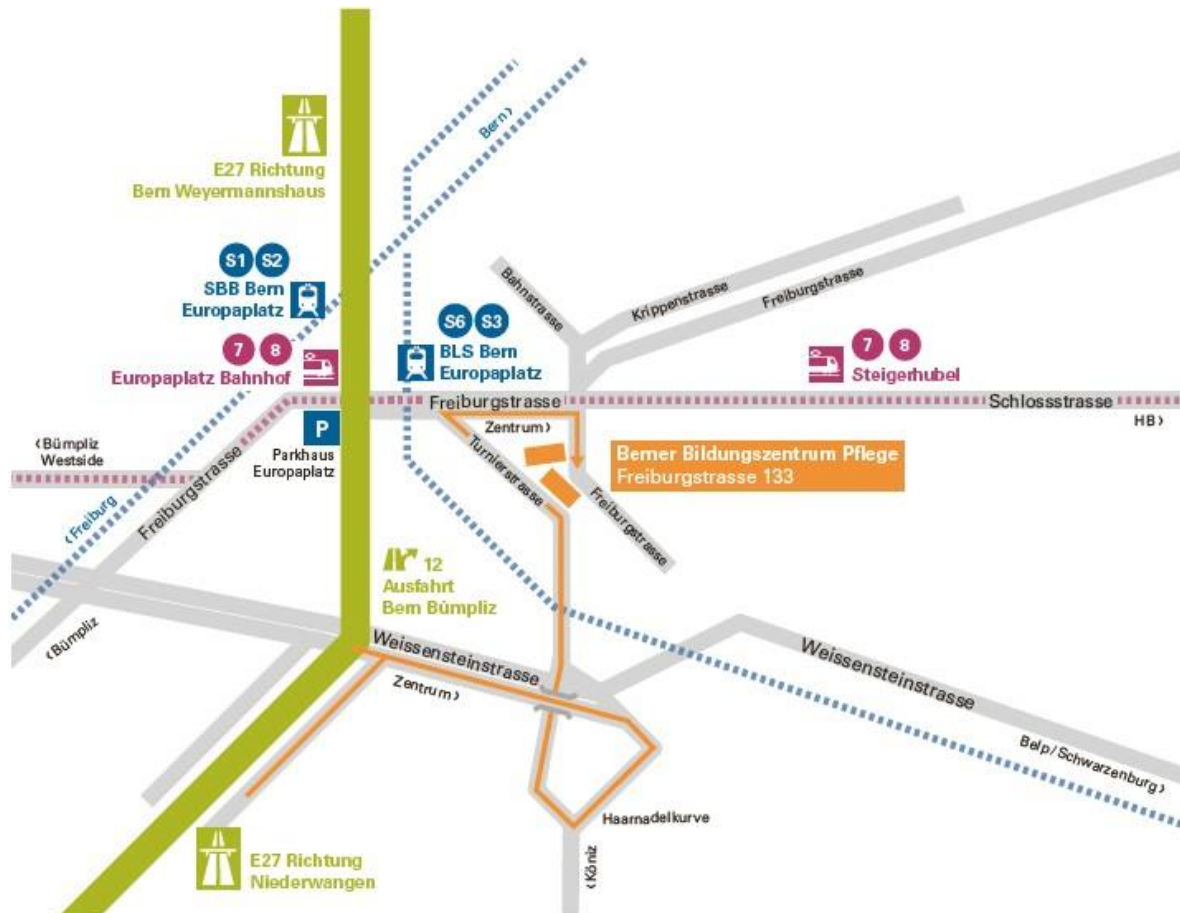 Bern›
E27 Richtung
Bern Weyermannshaus
S1 S2
SBB Bern
Europaplatz
Bahnstrasse
Krippenstrasse
Freiburgstrasse
S6 S3
BLS Bern
Europaplatz
7 8
Europaplatz Bahnhof
7 8
Steigerhubel
Freiburgstrasse
Schlossstrasse
HB›
Zentrum›
P
Parkhaus
Europaplatz
‹Bümpliz
Westside
Freiburgstrasse
‹Freiburg
Turnierstrasse
Berner Bildungszentrum Pflege
Freiburgstrasse 133
Freiburgstrasse
12
Ausfahrt
Bern Bümpliz
‹Bümpliz
Weissensteinstrasse
Zentrum›
Weissensteinstrasse
Belp/Schwarzenburg›
Haarnadelkurve
‹Köniz
E27 Richtung
Niederwangen